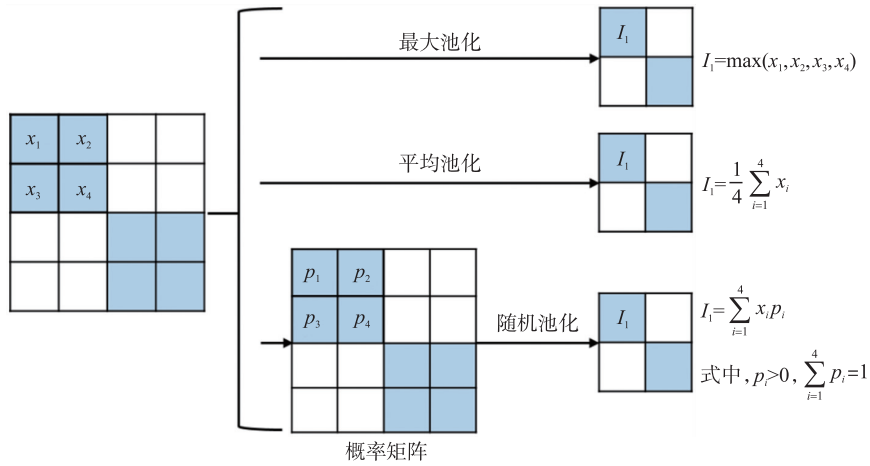 最大池化
I₁
I₁=max(x₁,x₂,x₃,x₄)
x₁ x₂
x₃ x₄
平均池化
I₁
I₁=1/4 ∑_{i=1}^{4} xᵢ
p₁ p₂
p₃ p₄
随机池化
I₁
I₁=∑_{i=1}^{4} xᵢpᵢ
式中,pᵢ>0, ∑_{i=1}^{4} pᵢ=1
概率矩阵